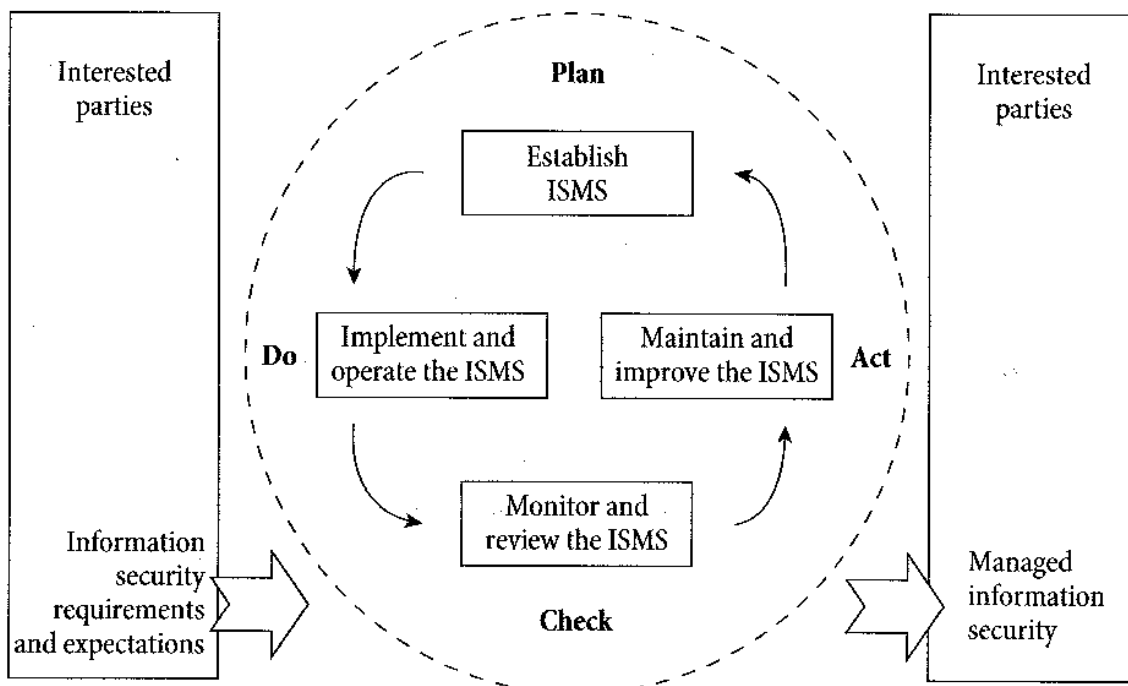 Interested
parties
Information
security
requirements
and expectations
Plan
Establish
ISMS
Do
Implement and
operate the ISMS
Maintain and
improve the ISMS
Act
Monitor and
review the ISMS
Check
Interested
parties
Managed
information
security